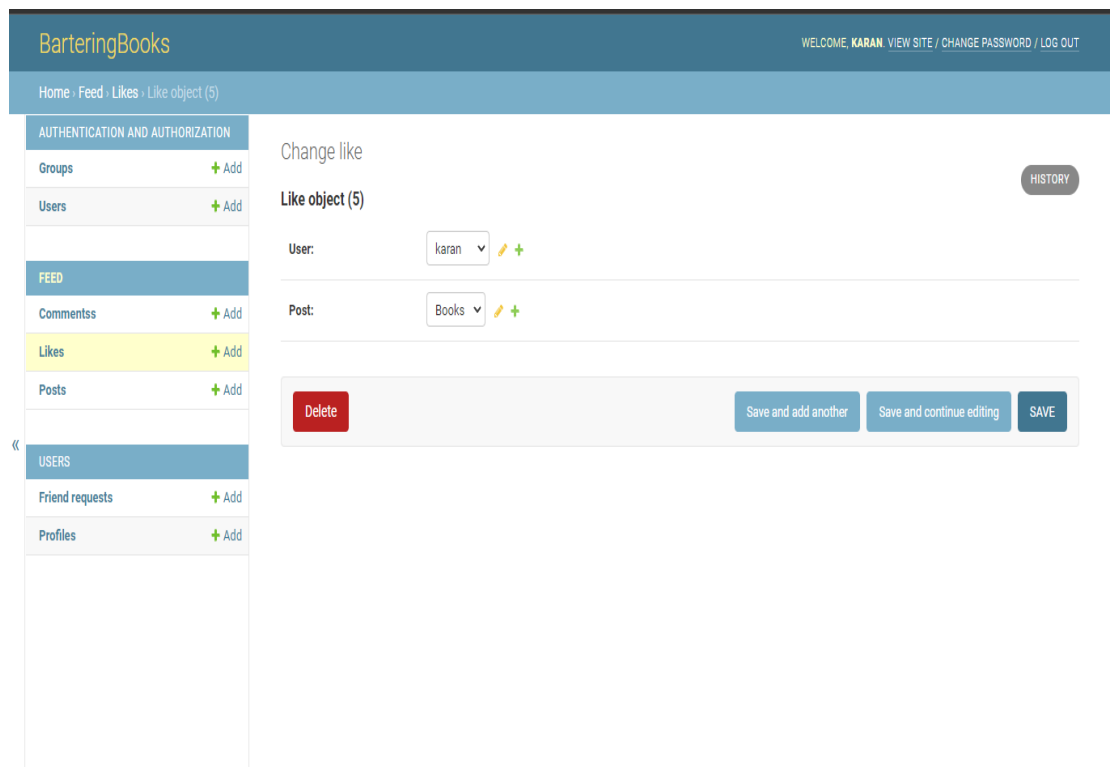 BarteringBooks
WELCOME, KARAN. VIEW SITE / CHANGE PASSWORD / LOG OUT
Home › Feed › Likes › Like object (5)
AUTHENTICATION AND AUTHORIZATION
Groups + Add
Users + Add
FEED
Commentss + Add
Likes + Add
Posts + Add
«
USERS
Friend requests + Add
Profiles + Add
Change like
HISTORY
Like object (5)
User: karan
Post: Books
Delete Save and add another Save and continue editing SAVE